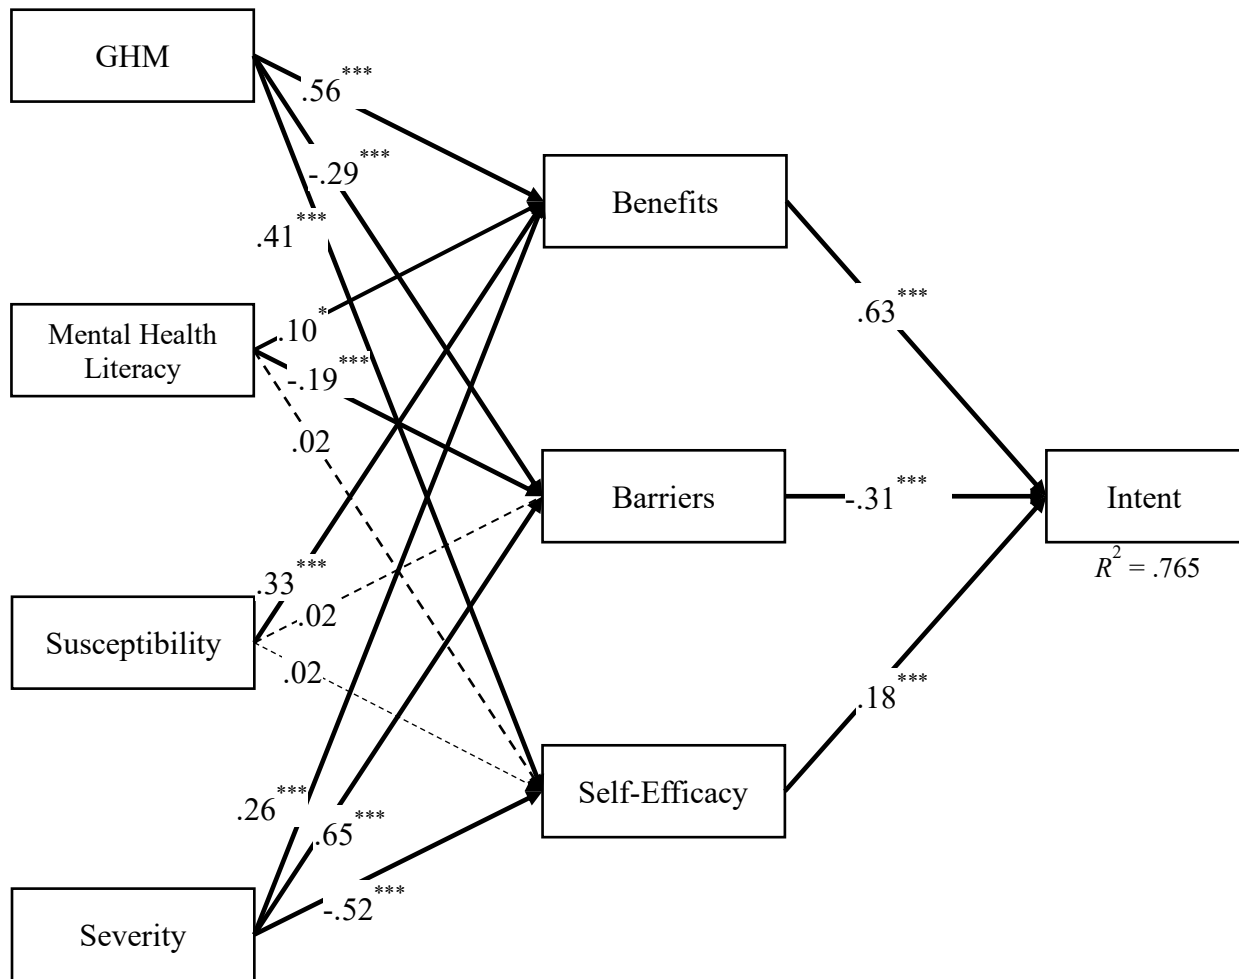 GHM
.56***
-.29***
.41***
Benefits
Mental Health
Literacy
.10*
-.19***
.02
.63***
Barriers
-.31***
Intent
R² = .765
Susceptibility
.33***
.02
.02
.18***
Self-Efficacy
.26***
.65***
-.52***
Severity